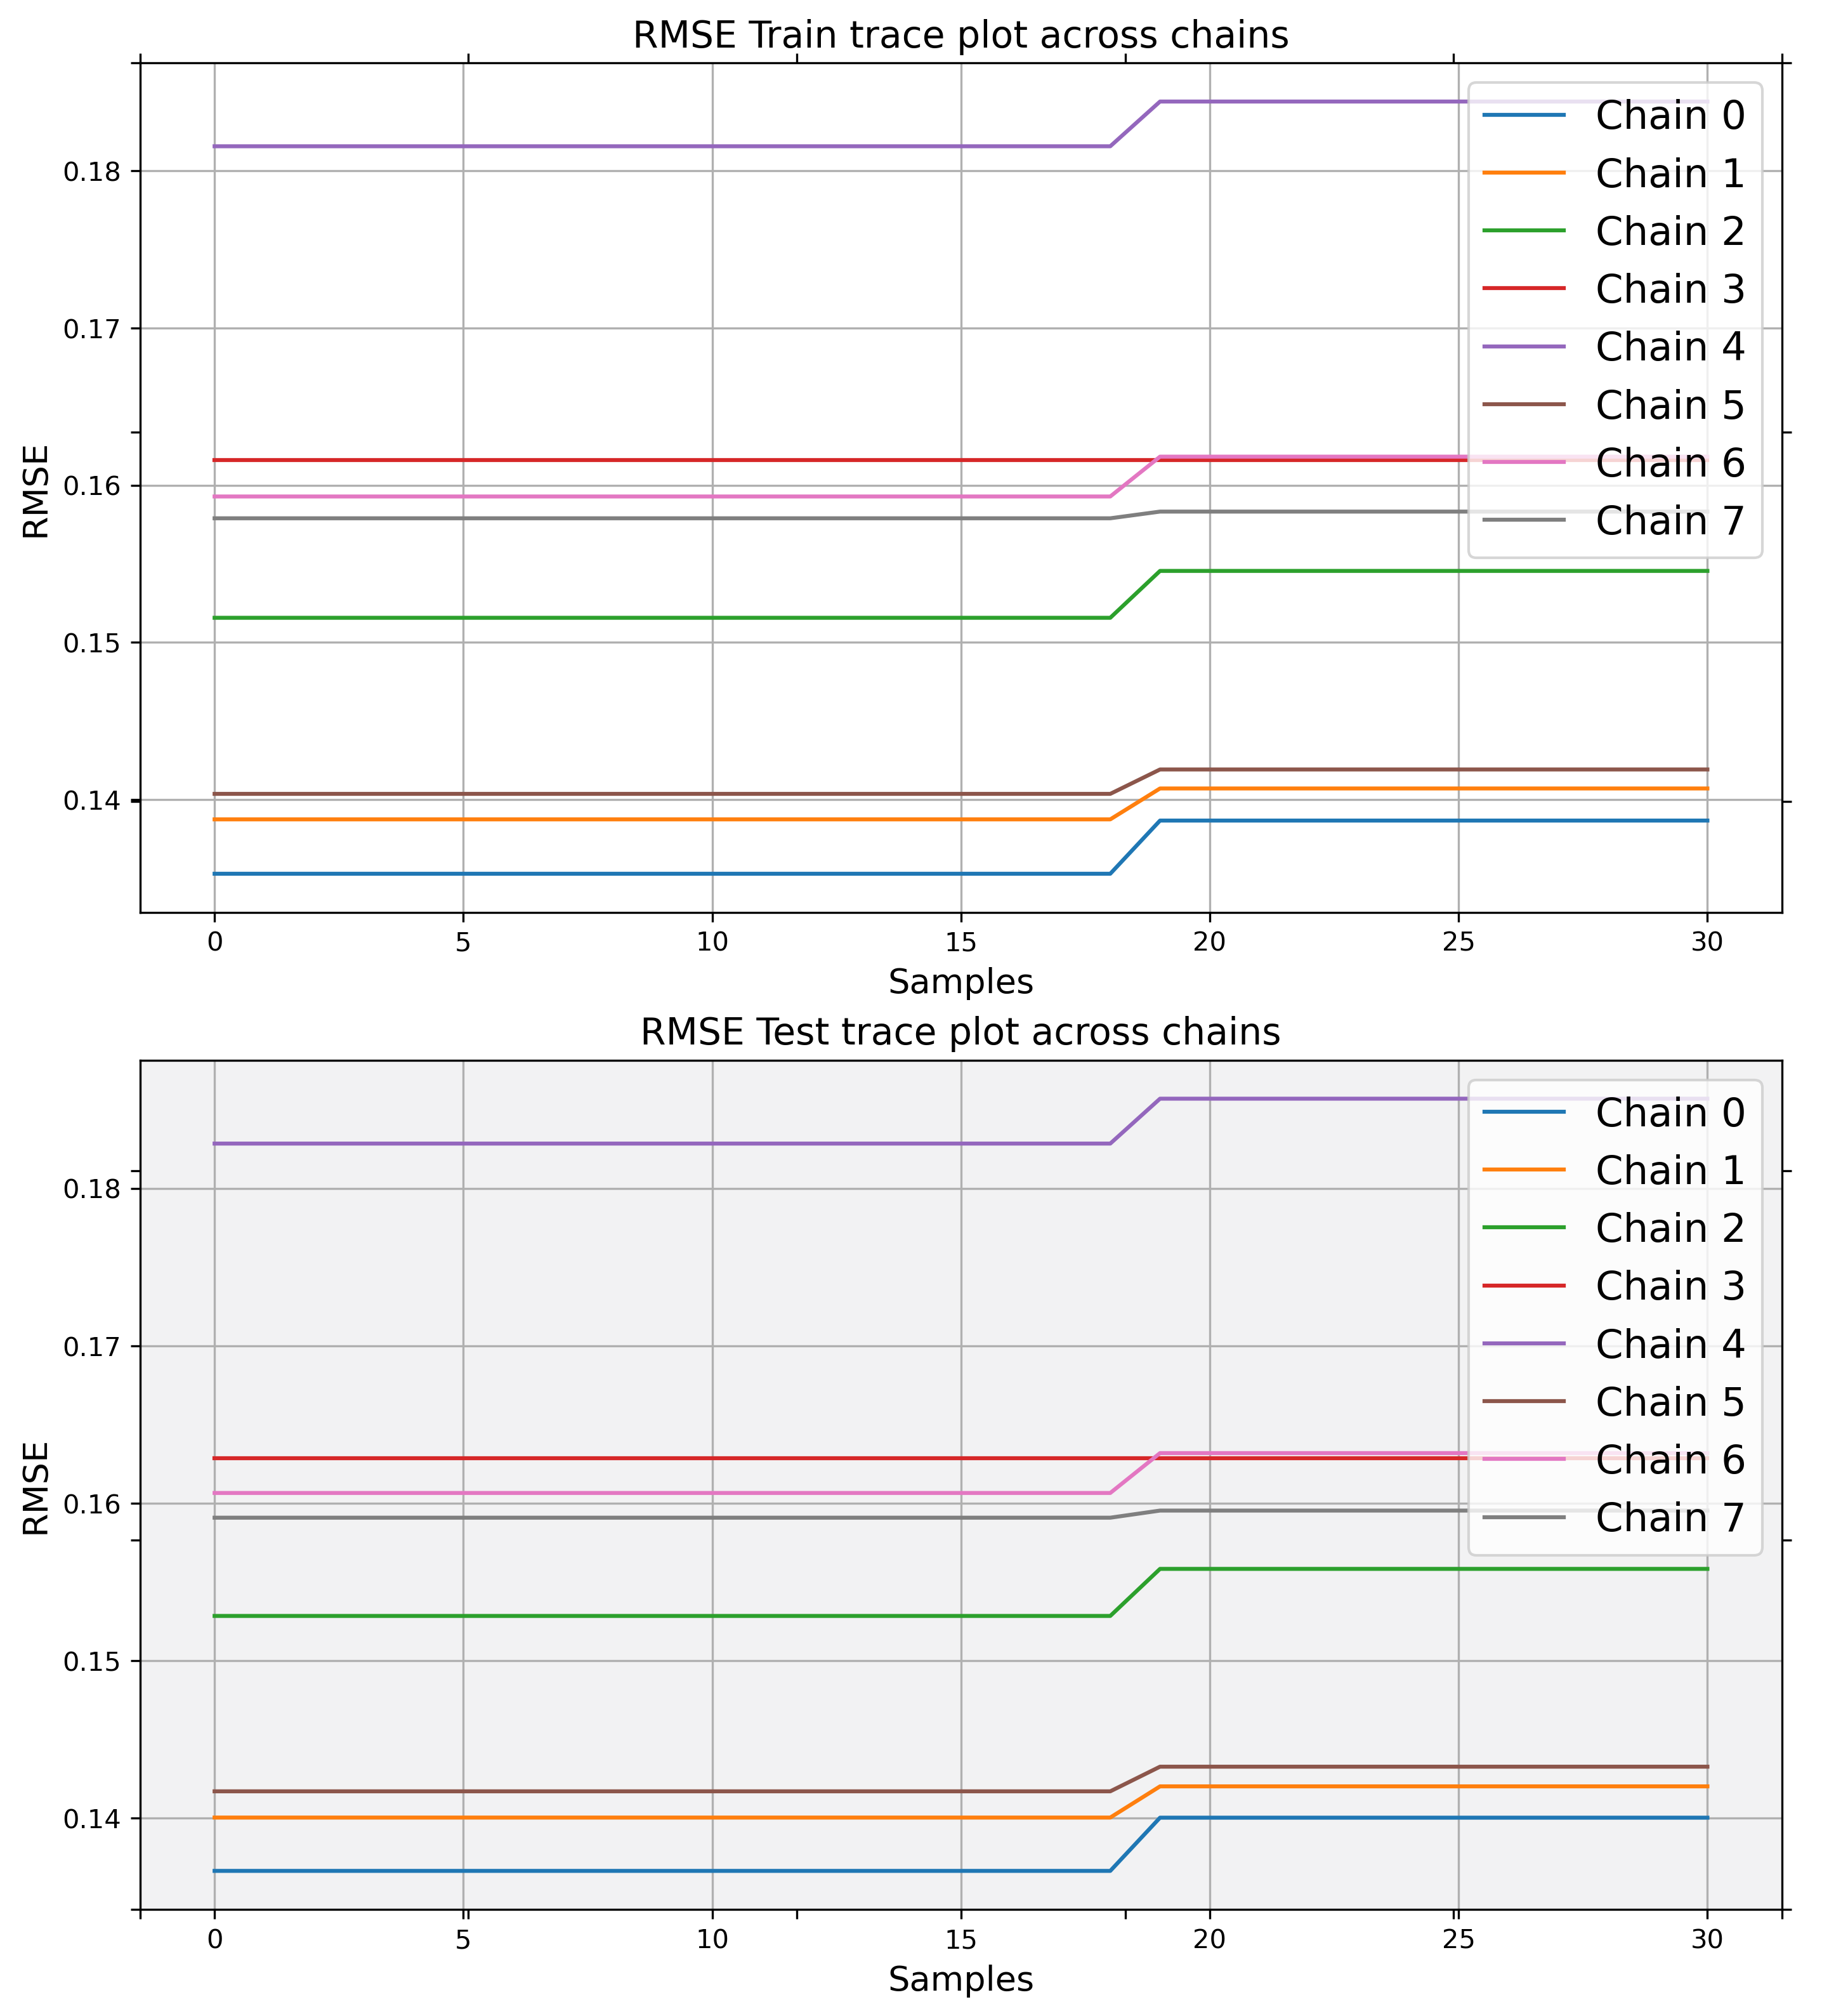 RMSE Train trace plot across chains
0.18
0.17
0.16
0.15
0.14
RMSE
Chain 0
Chain 1
Chain 2
Chain 3
Chain 4
Chain 5
Chain 6
Chain 7
0 5 10 15 20 25 30
Samples
RMSE Test trace plot across chains
0.18
0.17
0.16
0.15
0.14
RMSE
Chain 0
Chain 1
Chain 2
Chain 3
Chain 4
Chain 5
Chain 6
Chain 7
0 5 10 15 20 25 30
Samples